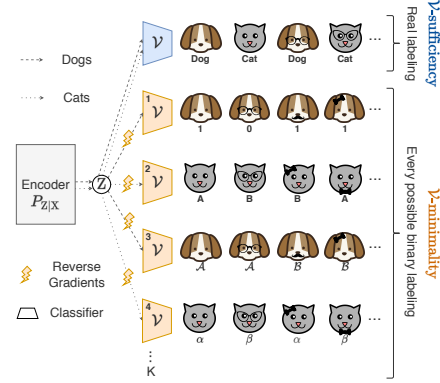 Dogs
Cats
Encoder
P_Z|X
Z
Reverse
Gradients
Classifier
V
Dog Cat Dog Cat ...
1
V
1 0 1 1 ...
2
V
A B B A ...
3
V
𝒜 𝒜 ℬ ℬ ...
4
V
α β α β ...
⋮
K
Real labeling
𝒱-sufficiency
Every possible binary labeling
𝒱-minimality